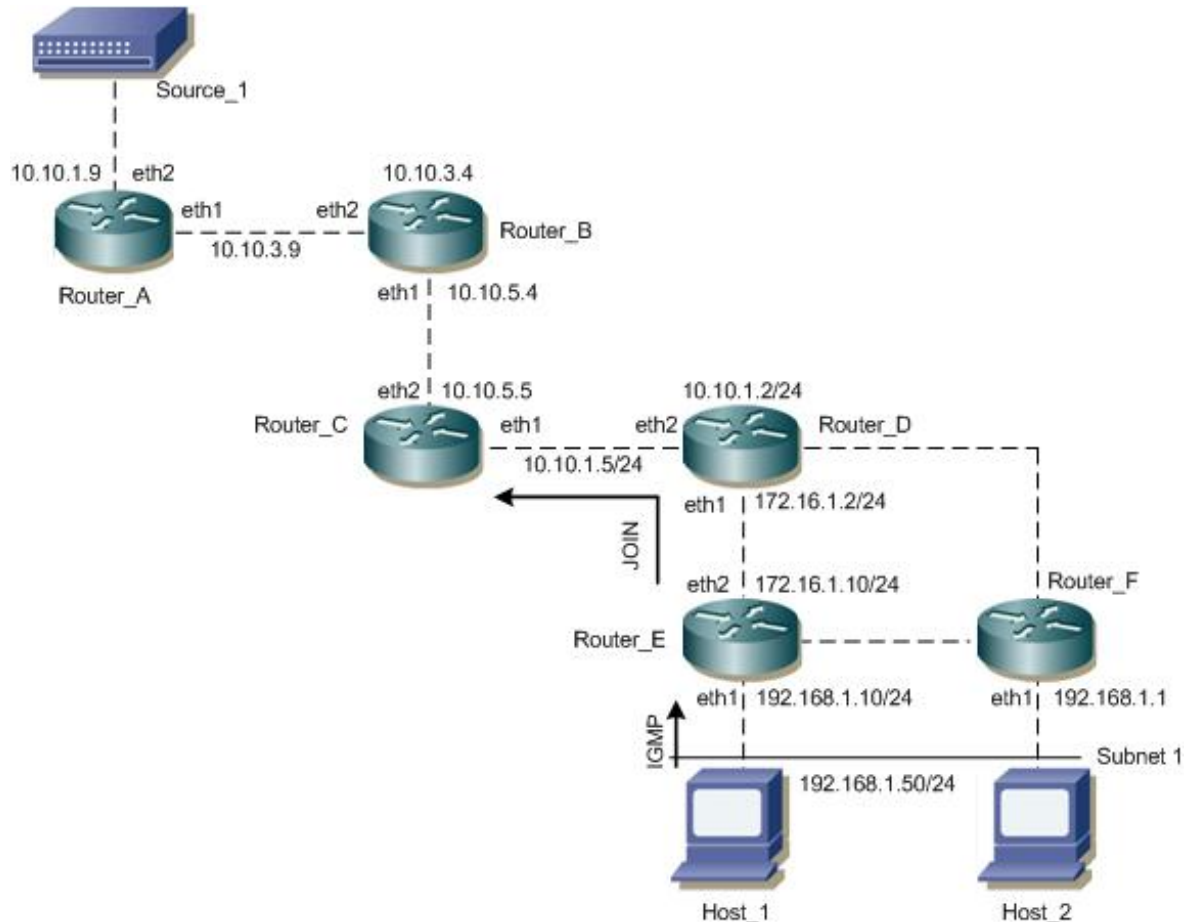 Source_1
10.10.1.9 eth2
10.10.3.4
eth1
eth2
Router_B
10.10.3.9
Router_A
eth1 10.10.5.4
eth2 10.10.5.5
10.10.1.2/24
Router_C
eth1
eth2
Router_D
10.10.1.5/24
eth1 172.16.1.2/24
JOIN
eth2 172.16.1.10/24
Router_F
Router_E
eth1 192.168.1.10/24
eth1 192.168.1.1
IGMP
Subnet 1
192.168.1.50/24
Host_1
Host_2